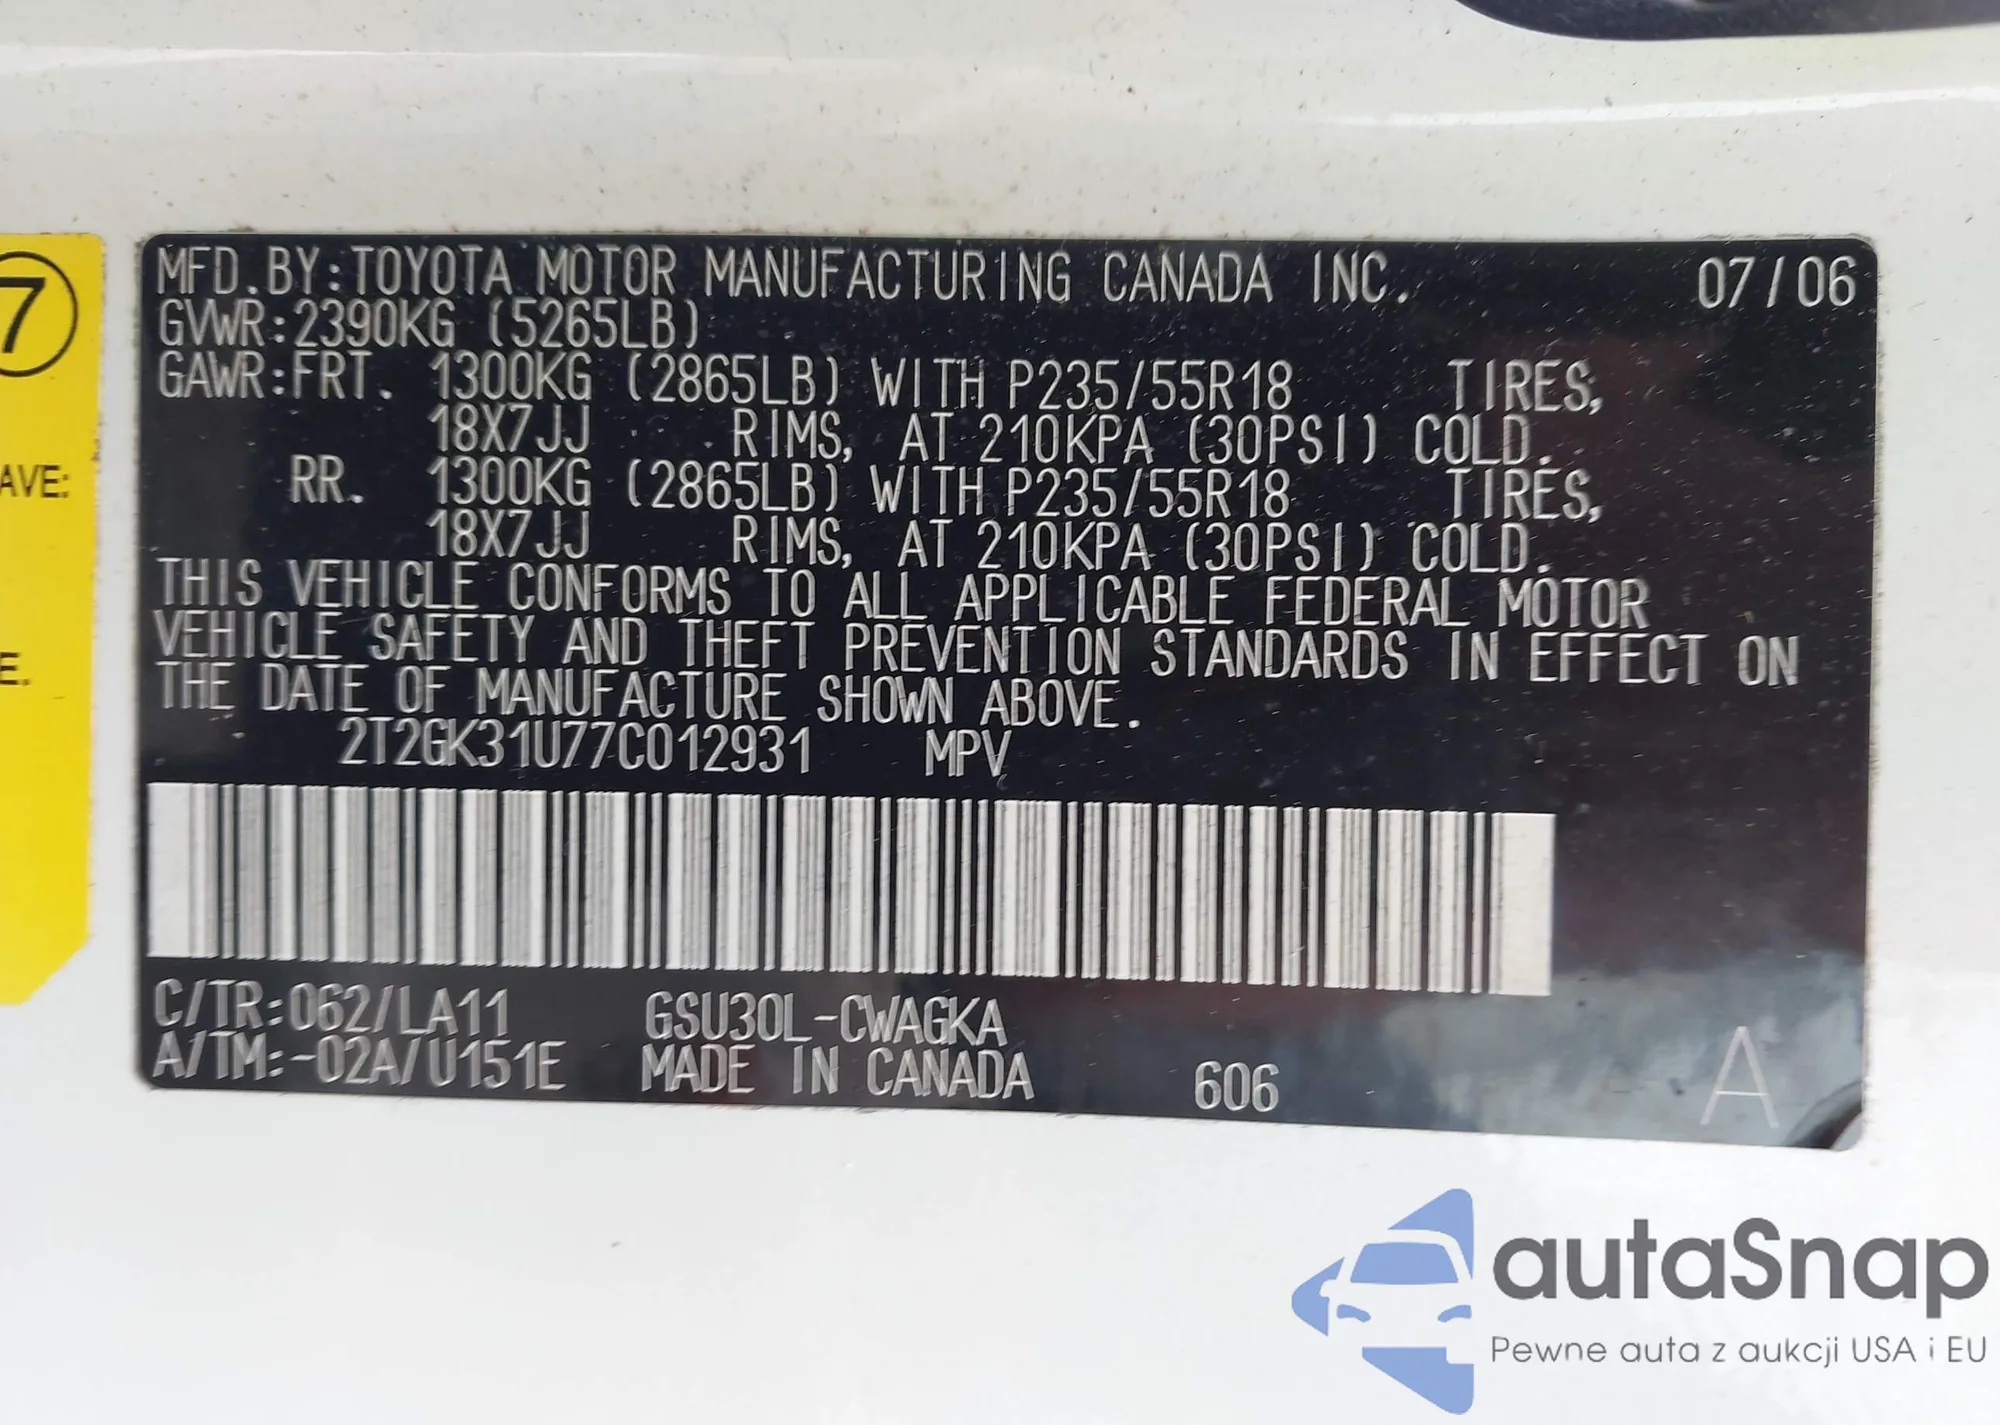 MFD.BY:TOYOTA MOTOR MANUFACTURING CANADA INC. 07/06
GVWR:2390KG (5265LB)
GAWR:FRT. 1300KG (2865LB) WITH P235/55R18 TIRES,
18X7JJ RIMS, AT 210KPA (30PSI) COLD.
RR. 1300KG (2865LB) WITH P235/55R18 TIRES,
18X7JJ RIMS, AT 210KPA (30PSI) COLD.
THIS VEHICLE CONFORMS TO ALL APPLICABLE FEDERAL MOTOR
VEHICLE SAFETY AND THEFT PREVENTION STANDARDS IN EFFECT ON
THE DATE OF MANUFACTURE SHOWN ABOVE.
2T2GK31U77C012931 MPV
C/TR:062/LA11 GSU30L-CWAGKA
A/TM:-02A/U151E MADE IN CANADA 606 A
7
AVE:
E.
autaSnap
Pewne auta z aukcji USA i EU